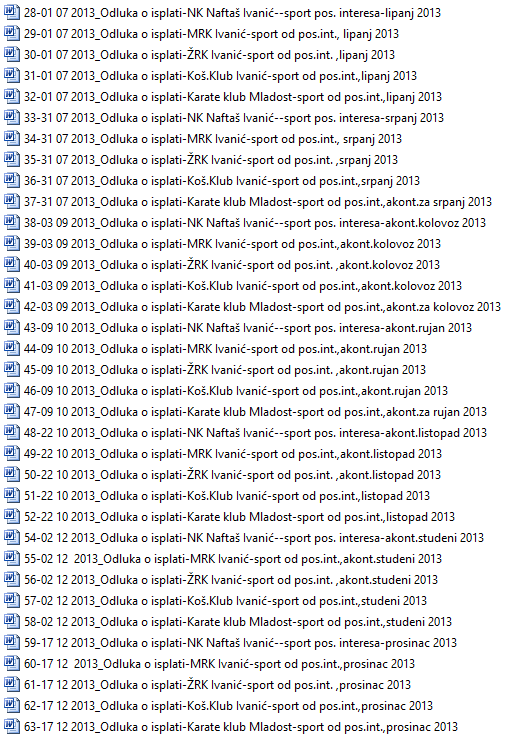 28-01 07 2013_Odluka o isplati-NK Naftaš Ivanić--sport pos. interesa-lipanj 2013
29-01 07 2013_Odluka o isplati-MRK Ivanić-sport od pos.int., lipanj 2013
30-01 07 2013_Odluka o isplati-ŽRK Ivanić-sport od pos.int. ,lipanj 2013
31-01 07 2013_Odluka o isplati-Koš.Klub Ivanić-sport od pos.int.,lipanj 2013
32-01 07 2013_Odluka o isplati-Karate klub Mladost-sport od pos.int.,lipanj 2013
33-31 07 2013_Odluka o isplati-NK Naftaš Ivanić--sport pos. interesa-srpanj 2013
34-31 07 2013_Odluka o isplati-MRK Ivanić-sport od pos.int., srpanj 2013
35-31 07 2013_Odluka o isplati-ŽRK Ivanić-sport od pos.int. ,srpanj 2013
36-31 07 2013_Odluka o isplati-Koš.Klub Ivanić-sport od pos.int.,srpanj 2013
37-31 07 2013_Odluka o isplati-Karate klub Mladost-sport od pos.int.,akont.za srpanj 2013
38-03 09 2013_Odluka o isplati-NK Naftaš Ivanić--sport pos. interesa-akont.kolovoz 2013
39-03 09 2013_Odluka o isplati-MRK Ivanić-sport od pos.int.,akont.kolovoz 2013
40-03 09 2013_Odluka o isplati-ŽRK Ivanić-sport od pos.int. ,akont.kolovoz 2013
41-03 09 2013_Odluka o isplati-Koš.Klub Ivanić-sport od pos.int.,akont.kolovoz 2013
42-03 09 2013_Odluka o isplati-Karate klub Mladost-sport od pos.int.,akont.za kolovoz 2013
43-09 10 2013_Odluka o isplati-NK Naftaš Ivanić--sport pos. interesa-akont.rujan 2013
44-09 10 2013_Odluka o isplati-MRK Ivanić-sport od pos.int.,akont.rujan 2013
45-09 10 2013_Odluka o isplati-ŽRK Ivanić-sport od pos.int. ,akont.rujan 2013
46-09 10 2013_Odluka o isplati-Koš.Klub Ivanić-sport od pos.int.,akont.rujan 2013
47-09 10 2013_Odluka o isplati-Karate klub Mladost-sport od pos.int.,akont.za rujan 2013
48-22 10 2013_Odluka o isplati-NK Naftaš Ivanić--sport pos. interesa-akont.listopad 2013
49-22 10 2013_Odluka o isplati-MRK Ivanić-sport od pos.int.,akont.listopad 2013
50-22 10 2013_Odluka o isplati-ŽRK Ivanić-sport od pos.int. ,akont.listopad 2013
51-22 10 2013_Odluka o isplati-Koš.Klub Ivanić-sport od pos.int.,listopad 2013
52-22 10 2013_Odluka o isplati-Karate klub Mladost-sport od pos.int.,listopad 2013
54-02 12 2013_Odluka o isplati-NK Naftaš Ivanić--sport pos. interesa-akont.studeni 2013
55-02 12  2013_Odluka o isplati-MRK Ivanić-sport od pos.int.,akont.studeni 2013
56-02 12 2013_Odluka o isplati-ŽRK Ivanić-sport od pos.int. ,akont.studeni 2013
57-02 12 2013_Odluka o isplati-Koš.Klub Ivanić-sport od pos.int.,studeni 2013
58-02 12 2013_Odluka o isplati-Karate klub Mladost-sport od pos.int.,studeni 2013
59-17 12 2013_Odluka o isplati-NK Naftaš Ivanić--sport pos. interesa-prosinac 2013
60-17 12  2013_Odluka o isplati-MRK Ivanić-sport od pos.int.,prosinac 2013
61-17 12 2013_Odluka o isplati-ŽRK Ivanić-sport od pos.int. ,prosinac 2013
62-17 12 2013_Odluka o isplati-Koš.Klub Ivanić-sport od pos.int.,prosinac 2013
63-17 12 2013_Odluka o isplati-Karate klub Mladost-sport od pos.int.,prosinac 2013